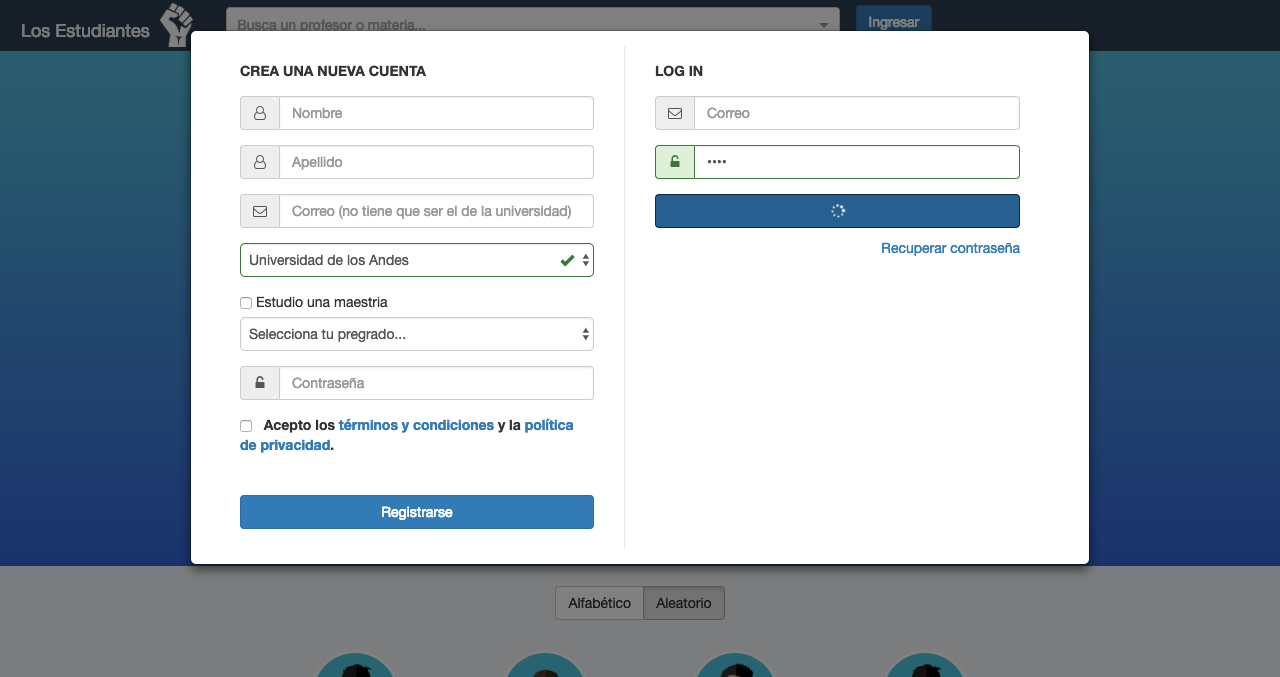 Los Estudiantes
Busca un profesor o materia...
Ingresar
CREA UNA NUEVA CUENTA
Nombre
Apellido
Correo (no tiene que ser el de la universidad)
Universidad de los Andes
Estudio una maestria
Selecciona tu pregrado...
Contraseña
Acepto los términos y condiciones y la política
de privacidad.
Registrarse
LOG IN
Correo
••••
Recuperar contraseña
Alfabético
Aleatorio